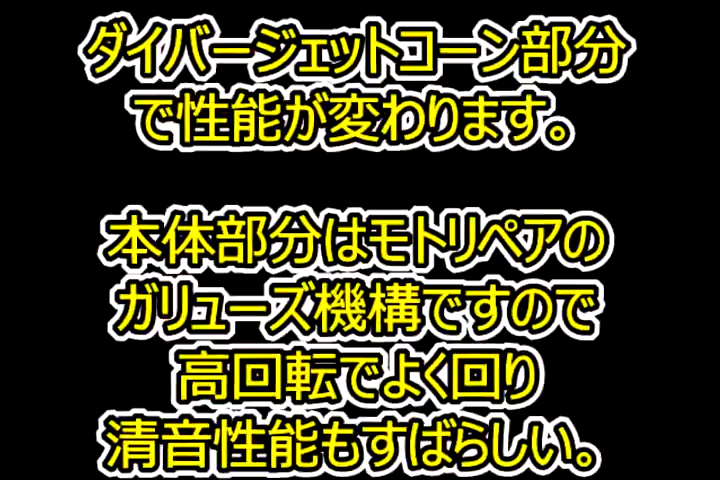 ダイバージェットコーン部分
で性能が変わります。
本体部分はモトリペアの
ガリューズ機構ですので
高回転でよく回り
清音性能もすばらしい。